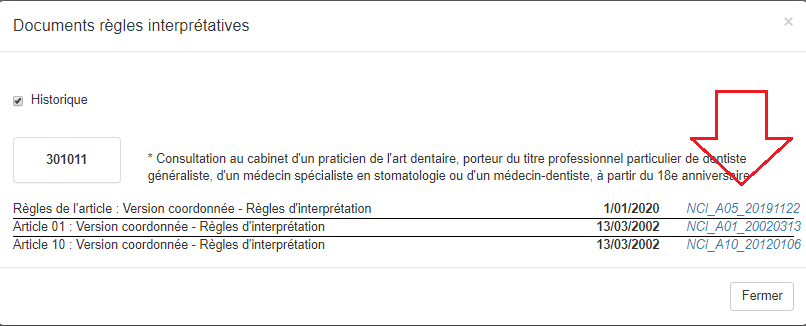 Documents règles interprétatives ×
Historique
301011
* Consultation au cabinet d'un praticien de l'art dentaire, porteur du titre professionnel particulier de dentiste
généraliste, d'un médecin spécialiste en stomatologie ou d'un médecin-dentiste, à partir du 18e anniversaire
Règles de l'article : Version coordonnée - Règles d'interprétation 1/01/2020 NCI_A05_20191122
Article 01 : Version coordonnée - Règles d'interprétation 13/03/2002 NCI_A01_20020313
Article 10 : Version coordonnée - Règles d'interprétation 13/03/2002 NCI_A10_20120106
Fermer